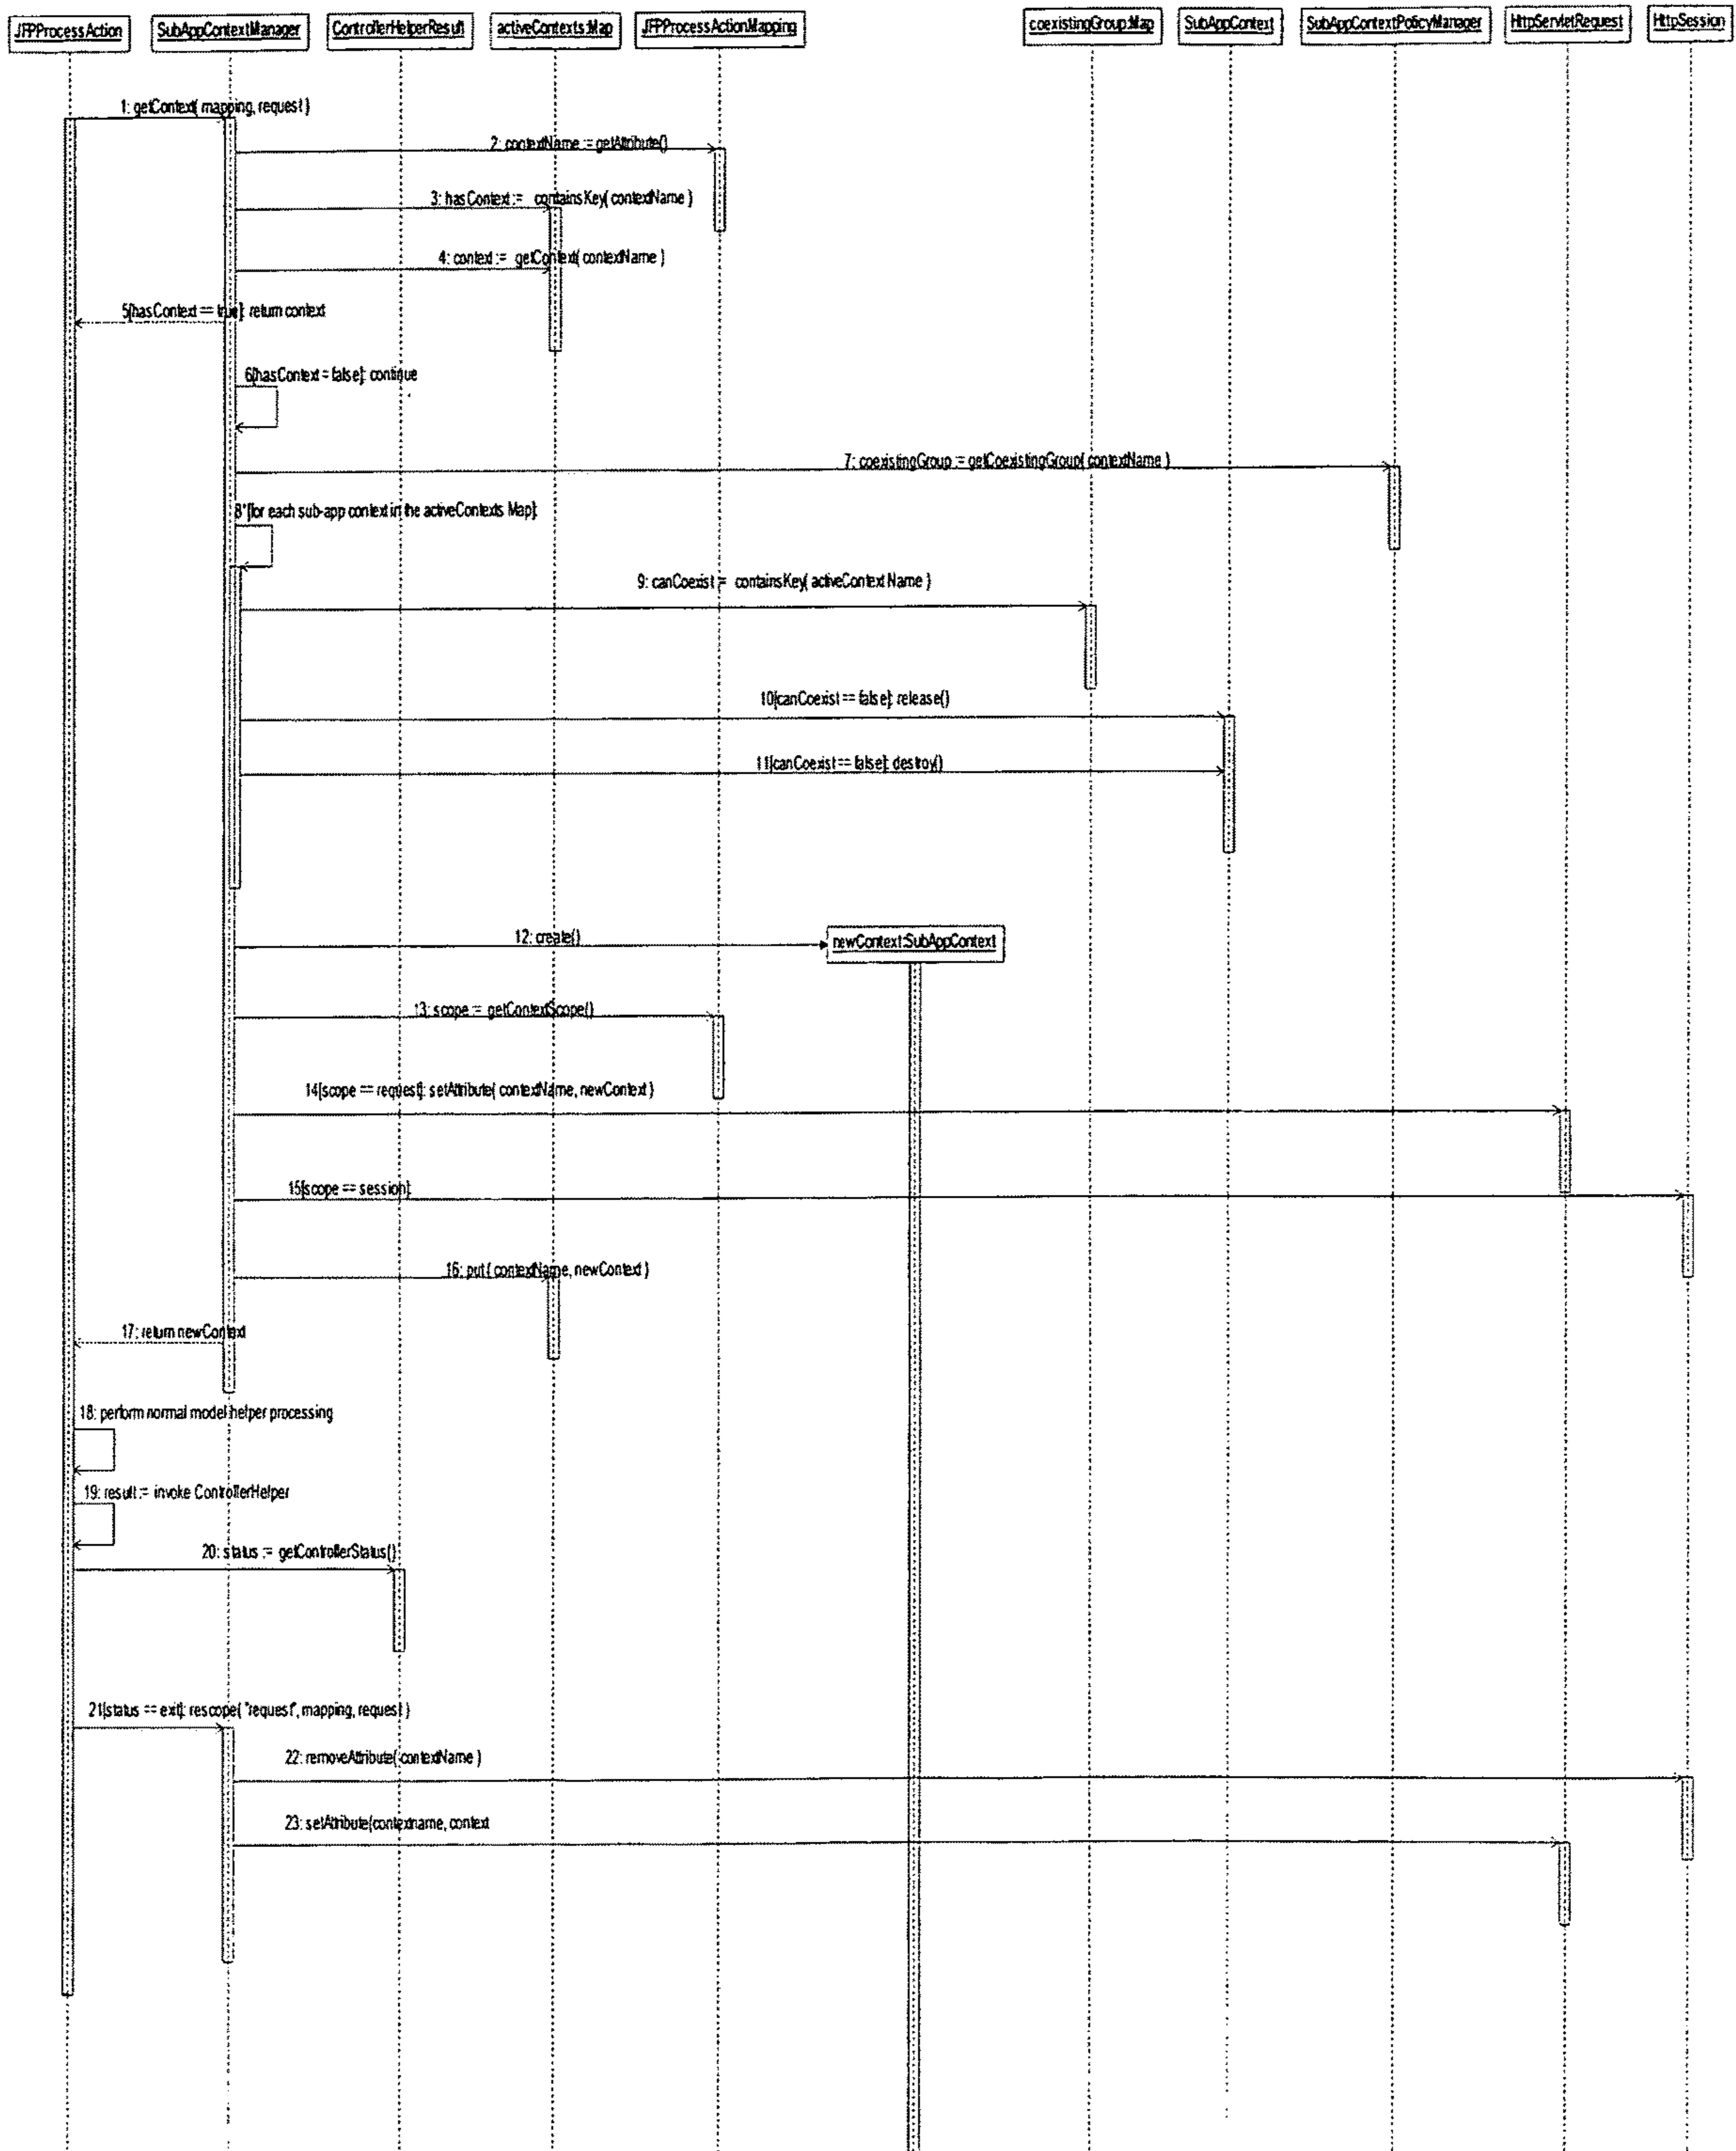 JFPProcessAction
SubAppContextManager
ControllerHelperResult
activeContexts:Map
JFPProcessActionMapping
coexistingGroup:Map
SubAppContext
SubAppContextPolicyManager
HttpServletRequest
HttpSession
1: getContext( mapping, request )
2: contextName := getAttribute()
3: hasContext := containsKey( contextName )
4: context := getContext( contextName )
5[hasContext == true]: return context
6[hasContext = false]: continue
7: coexistingGroup := getCoexistingGroup( contextName )
8*[for each sub-app context in the activeContexts Map]:
9: canCoexist := containsKey( activeContextName )
10[canCoexist == false]: release()
11[canCoexist == false]: destroy()
12: create()
newContext:SubAppContext
13: scope := getContextScope()
14[scope == request]: setAttribute( contextName, newContext )
15[scope == session]:
16: put ( contextName, newContext )
17: return newContext
18: perform normal model helper processing
19: result := invoke ControllerHelper
20: status := getControllerStatus()
21[status == exit]: rescope( "request", mapping, request )
22: removeAttribute( contextName )
23: setAttribute(contextname, context